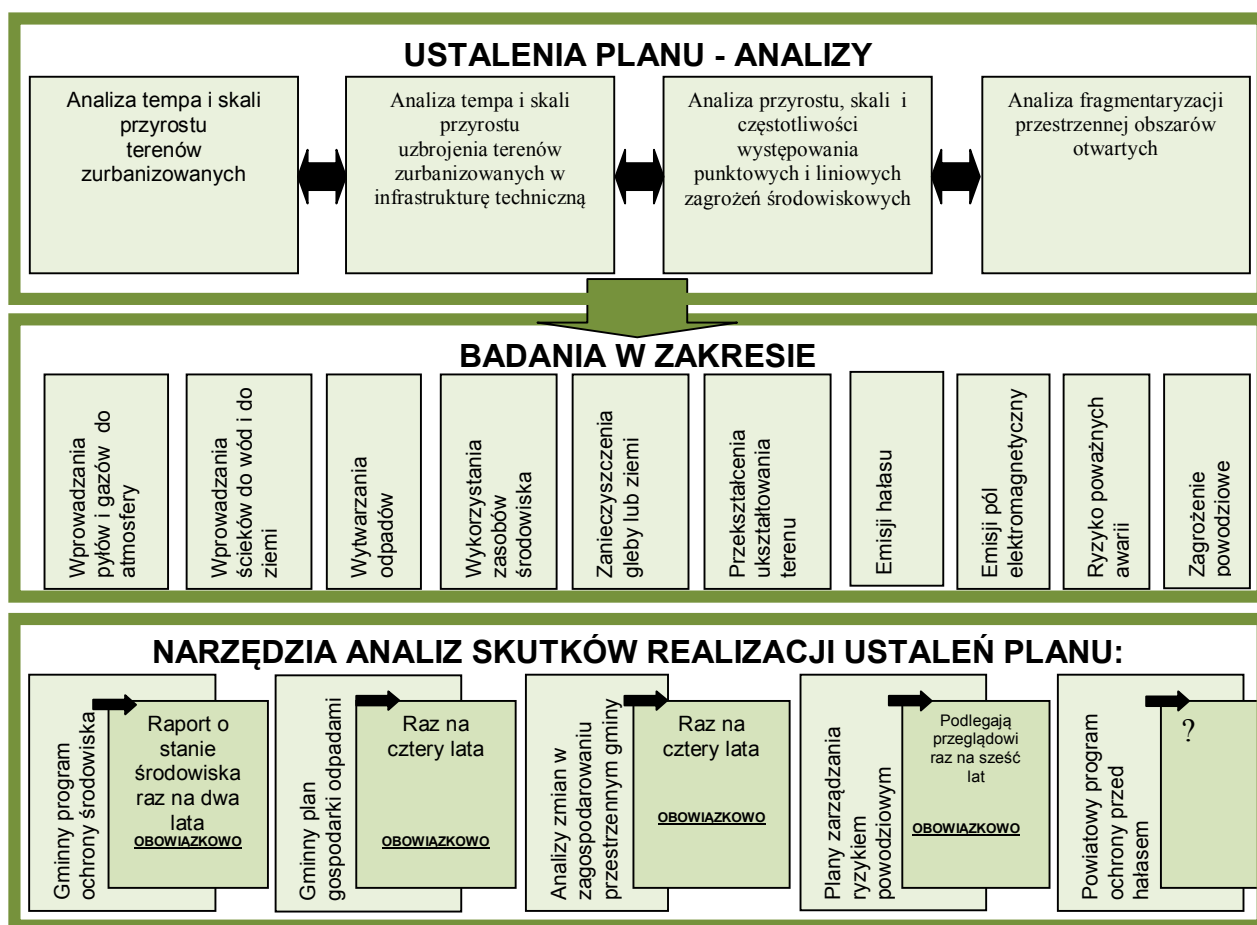 USTALENIA PLANU - ANALIZY
Analiza tempa i skali
przyrostu
terenów
zurbanizowanych
Analiza tempa i skali
przyrostu
uzbrojenia terenów
zurbanizowanych w
infrastrukturę techniczną
Analiza przyrostu, skali i
częstotliwości
występowania
punktowych i liniowych
zagrożeń środowiskowych
Analiza fragmentaryzacji
przestrzennej obszarów
otwartych
BADANIA W ZAKRESIE
Wprowadzania
pyłów i gazów do
atmosfery
Wprowadzania
ścieków do wód i do
ziemi
Wytwarzania
odpadów
Wykorzystania
zasobów
środowiska
Zanieczyszczenia
gleby lub ziemi
Przekształcenia
ukształtowania
terenu
Emisji hałasu
Emisji pól
elektromagnetyczny
Ryzyko poważnych
awarii
Zagrożenie
powodziowe
NARZĘDZIA ANALIZ SKUTKÓW REALIZACJI USTALEŃ PLANU:
Gminny program
ochrony środowiska
Raport o
stanie
środowiska
raz na dwa
lata
OBOWIĄZKOWO
Gminny plan
gospodarki odpadami
Raz na
cztery lata
OBOWIĄZKOWO
Analizy zmian w
zagospodarowaniu
przestrzennym gminy
Raz na
cztery lata
OBOWIĄZKOWO
Plany zarządzania
ryzykiem
powodziowym
Podlegają
przeglądowi
raz na sześć
lat
OBOWIĄZKOWO
Powiatowy program
ochrony przed
hałasem
?